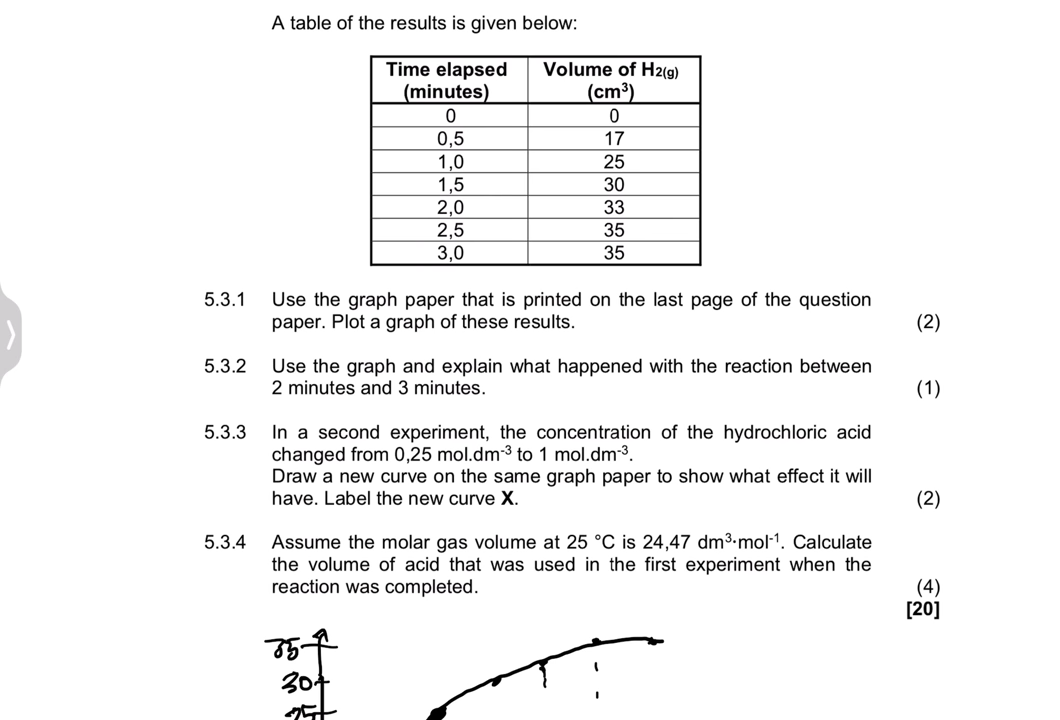 A table of the results is given below:
Time elapsed (minutes) Volume of H2(g) (cm³)
0 0
0,5 17
1,0 25
1,5 30
2,0 33
2,5 35
3,0 35
5.3.1 Use the graph paper that is printed on the last page of the question
paper. Plot a graph of these results. (2)
5.3.2 Use the graph and explain what happened with the reaction between
2 minutes and 3 minutes. (1)
5.3.3 In a second experiment, the concentration of the hydrochloric acid
changed from 0,25 mol.dm⁻³ to 1 mol.dm⁻³.
Draw a new curve on the same graph paper to show what effect it will
have. Label the new curve X. (2)
5.3.4 Assume the molar gas volume at 25 °C is 24,47 dm³·mol⁻¹. Calculate
the volume of acid that was used in the first experiment when the
reaction was completed. (4)
[20]
35
30
25